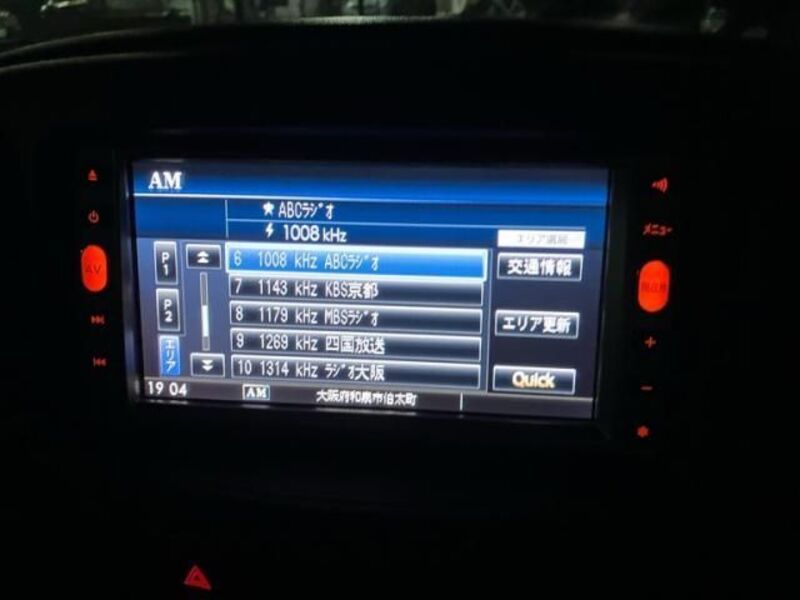 AM
ABCラジオ
1008 kHz
エリア選局
P1
6 1008 kHz ABCラジオ
交通情報
7 1143 kHz KBS京都
P2
8 1179 kHz MBSラジオ
エリア更新
エリア
9 1269 kHz 四国放送
10 1314 kHz ラジオ大阪
Quick
19 04
AM
大阪府和泉市伯太町
AV
メニュー
現在地